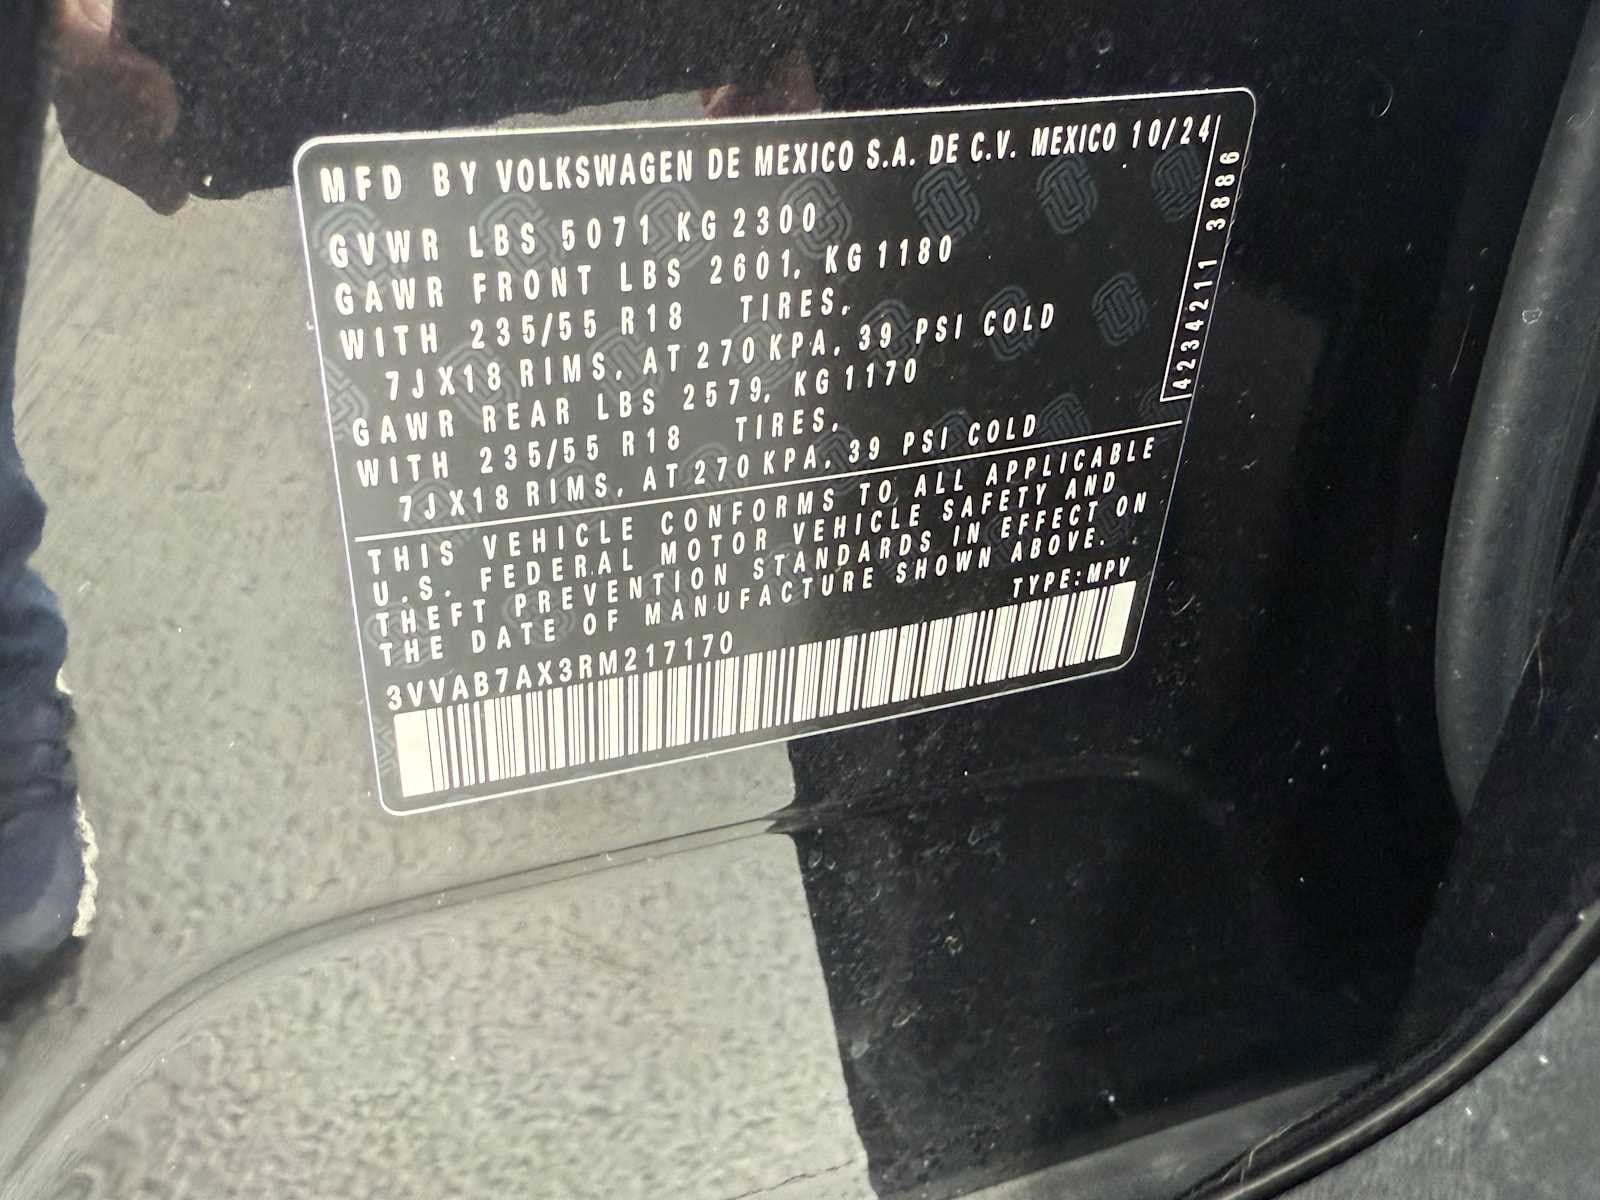 MFD BY VOLKSWAGEN DE MEXICO S.A. DE C.V. MEXICO 10/24
GVWR LBS 5071 KG 2300
GAWR FRONT LBS 2601, KG 1180
WITH 235/55 R18 TIRES,
7JX18 RIMS, AT 270 KPA, 39 PSI COLD
GAWR REAR LBS 2579, KG 1170
WITH 235/55 R18 TIRES,
7JX18 RIMS, AT 270 KPA, 39 PSI COLD
4234211 3886
THIS VEHICLE CONFORMS TO ALL APPLICABLE
U.S. FEDERAL MOTOR VEHICLE SAFETY AND
THEFT PREVENTION STANDARDS IN EFFECT ON
THE DATE OF MANUFACTURE SHOWN ABOVE.
TYPE:MPV
3VVAB7AX3RM217170